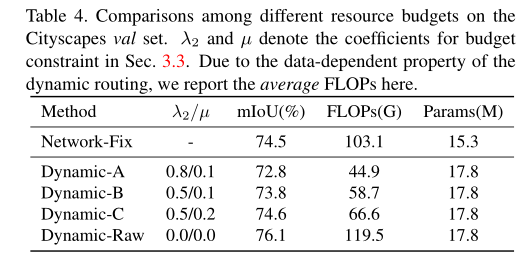 Table 4. Comparisons among different resource budgets on the
Cityscapes val set. λ₂ and μ denote the coefficients for budget
constraint in Sec. 3.3. Due to the data-dependent property of the
dynamic routing, we report the average FLOPs here.
Method λ₂/μ mIoU(%) FLOPs(G) Params(M)
Network-Fix - 74.5 103.1 15.3
Dynamic-A 0.8/0.1 72.8 44.9 17.8
Dynamic-B 0.5/0.1 73.8 58.7 17.8
Dynamic-C 0.5/0.2 74.6 66.6 17.8
Dynamic-Raw 0.0/0.0 76.1 119.5 17.8